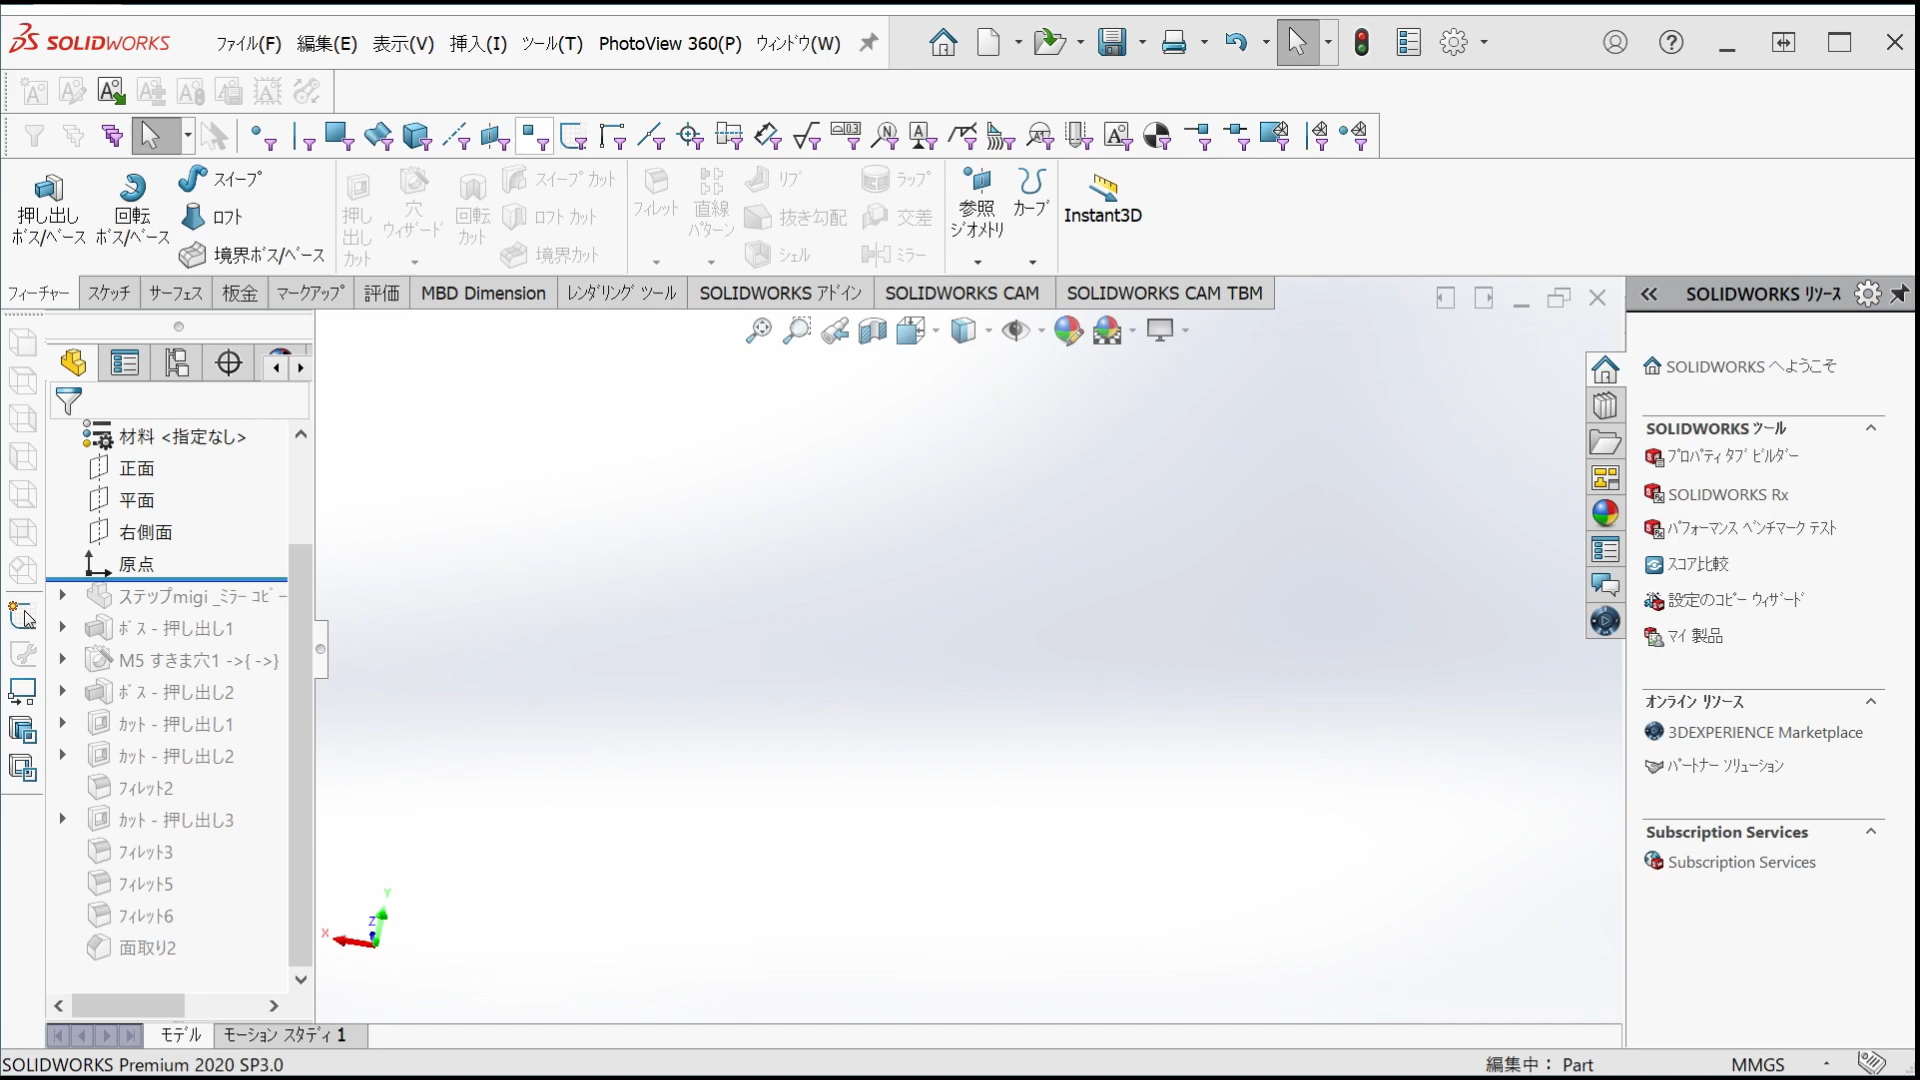 SOLIDWORKS
ファイル(F) 編集(E) 表示(V) 挿入(I) ツール(T) PhotoView 360(P) ウィンドウ(W)
押し出し
ボス/ベース
回転
ボス/ベース
スイープ
ロフト
境界ボス/ベース
押し
出し
カット
穴
ウィザード
回転
カット
スイープ カット
ロフト カット
境界カット
フィレット
直線
パターン
リブ
抜き勾配
シェル
ラップ
交差
ミラー
参照
ジオメトリ
カーブ
Instant3D
フィーチャー スケッチ サーフェス 板金 マークアップ 評価 MBD Dimension レンダリング ツール SOLIDWORKS アドイン SOLIDWORKS CAM SOLIDWORKS CAM TBM
SOLIDWORKS リソース
材料 <指定なし>
正面
平面
右側面
原点
ステップmigi _ミラー コピー
ボス - 押し出し1
M5 すきま穴1 ->{ ->}
ボス - 押し出し2
カット - 押し出し1
カット - 押し出し2
フィレット2
カット - 押し出し3
フィレット3
フィレット5
フィレット6
面取り2
Y
Z
X
SOLIDWORKS へようこそ
SOLIDWORKS ツール
プロパティ タブ ビルダー
SOLIDWORKS Rx
パフォーマンス ベンチマーク テスト
スコア比較
設定のコピー ウィザード
マイ 製品
オンライン リソース
3DEXPERIENCE Marketplace
パートナー ソリューション
Subscription Services
Subscription Services
モデル モーション スタディ 1
SOLIDWORKS Premium 2020 SP3.0
編集中： Part
MMGS